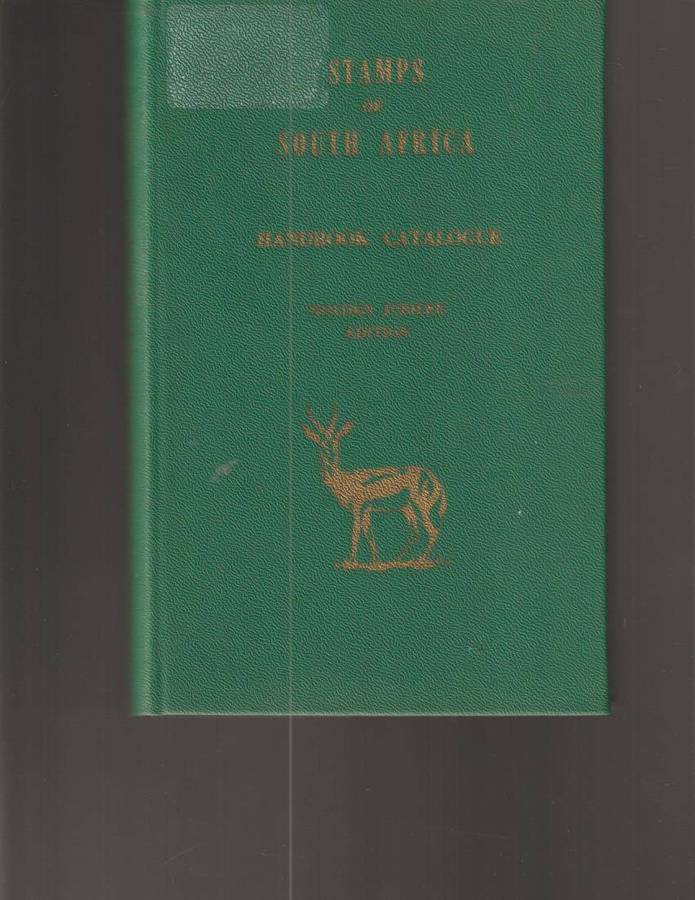 STAMPS
OF
SOUTH AFRICA
HANDBOOK CATALOGUE
GOLDEN JUBILEE
EDITION